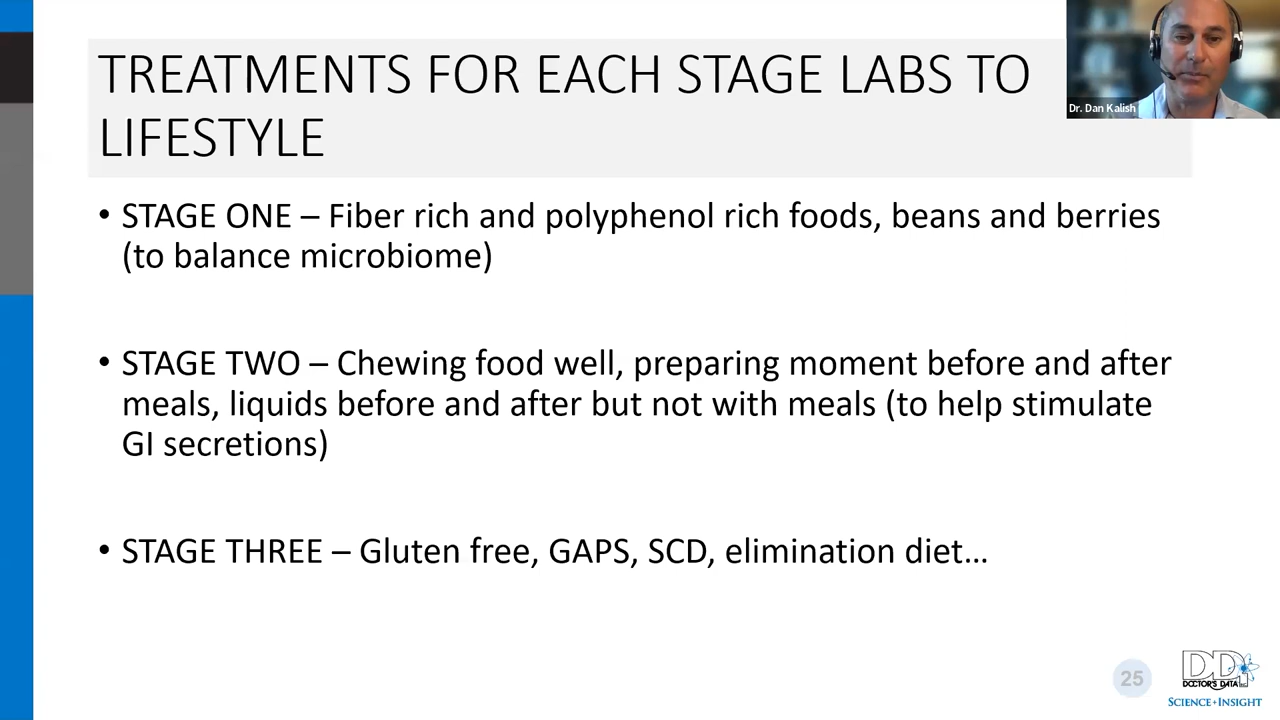 TREATMENTS FOR EACH STAGE LABS TO
LIFESTYLE
Dr. Dan Kalish
• STAGE ONE – Fiber rich and polyphenol rich foods, beans and berries
(to balance microbiome)
• STAGE TWO – Chewing food well, preparing moment before and after
meals, liquids before and after but not with meals (to help stimulate
GI secretions)
• STAGE THREE – Gluten free, GAPS, SCD, elimination diet…
25
DDI
DOCTOR'S DATA
SCIENCE + INSIGHT